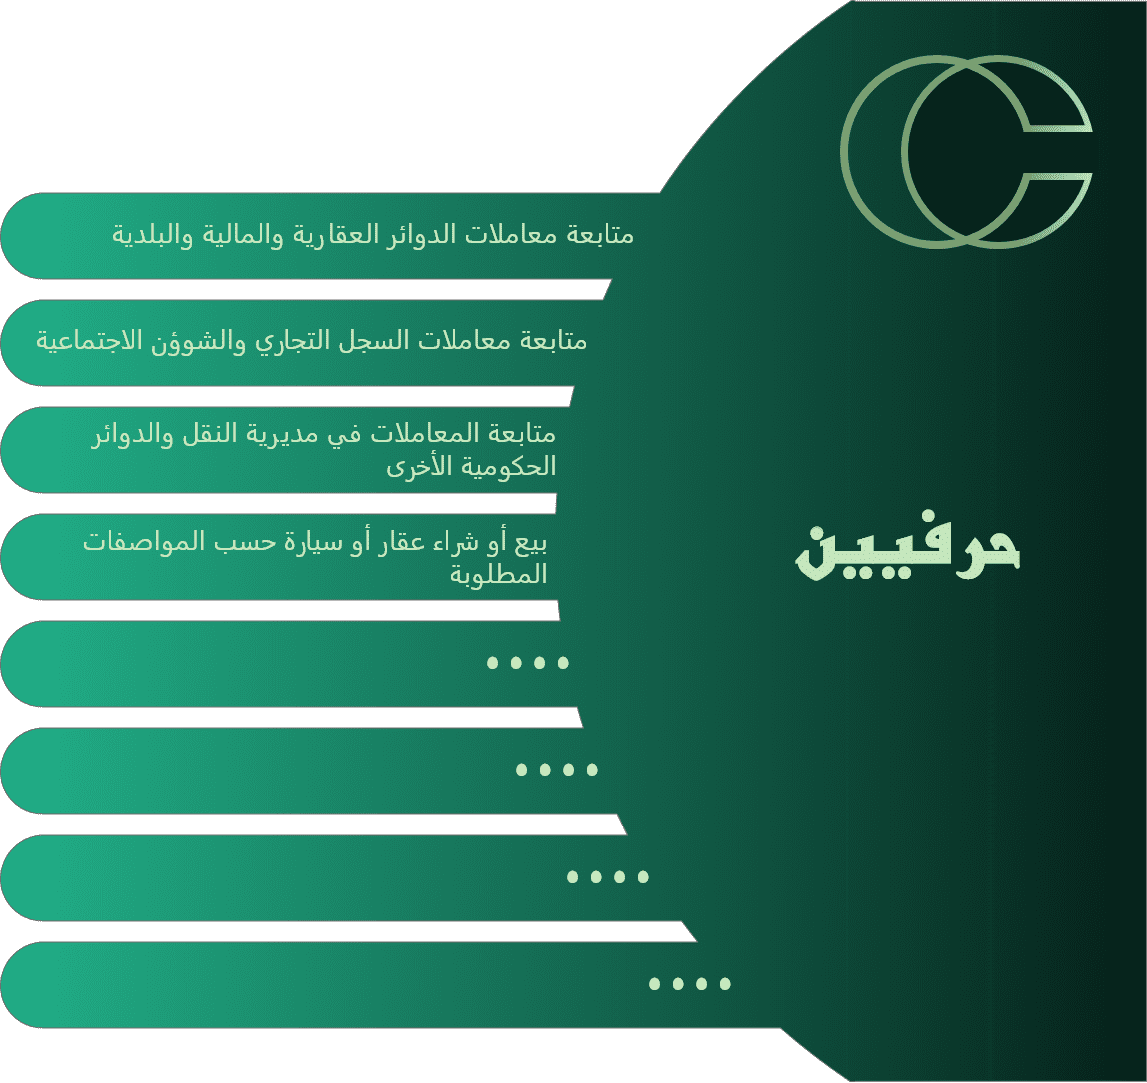 متابعة معاملات الدوائر العقارية والمالية والبلدية
متابعة معاملات السجل التجاري والشوؤن الاجتماعية
متابعة المعاملات في مديرية النقل والدوائر
الحكومية الأخرى
بيع أو شراء عقار أو سيارة حسب المواصفات
المطلوبة
حرفيين
....
....
....
....